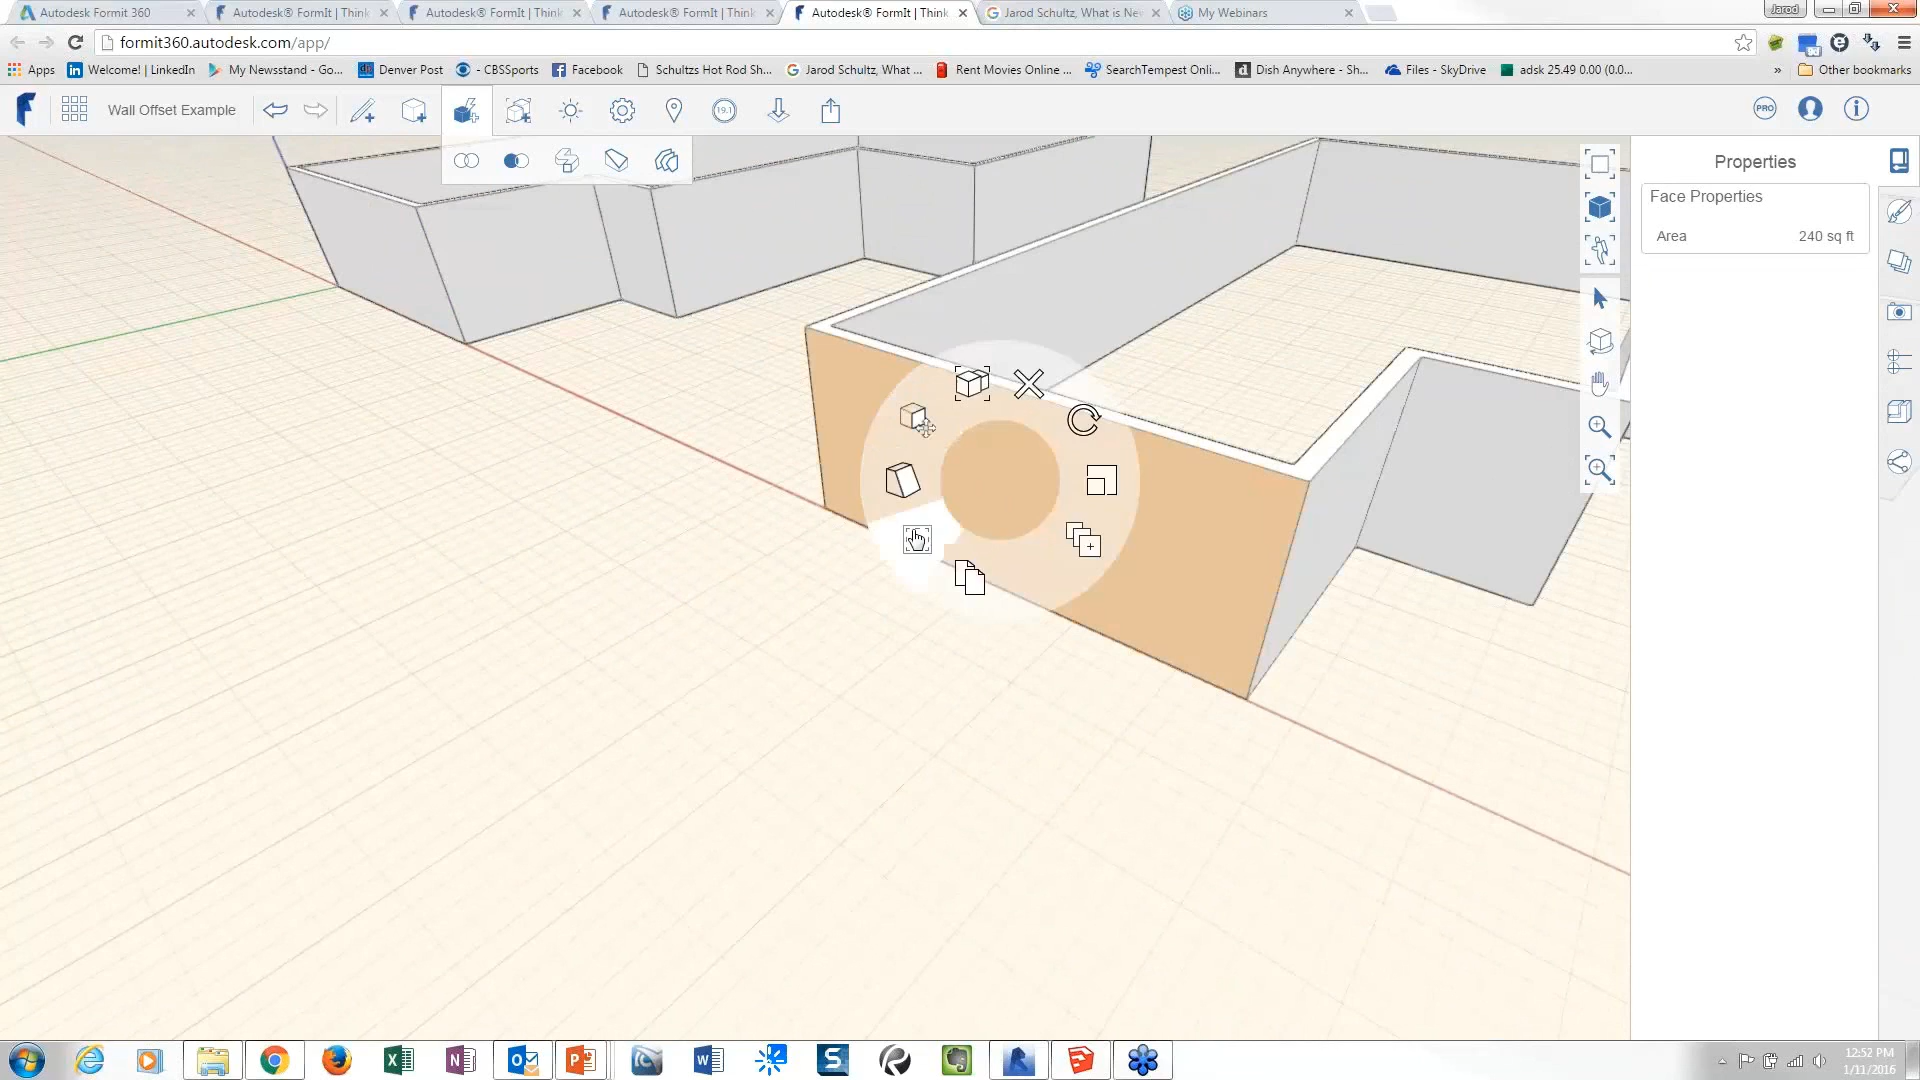 Autodesk Formit 360
Autodesk® FormIt | Think
Autodesk® FormIt | Think
Autodesk® FormIt | Think
Autodesk® FormIt | Think
Jarod Schultz, What is Ne
My Webinars
Jarod
formit360.autodesk.com/app/
Apps
Welcome! | LinkedIn
My Newsstand - Go...
Denver Post
- CBSSports
Facebook
Schultzs Hot Rod Sh...
Jarod Schultz, What ...
Rent Movies Online ...
SearchTempest Onli...
Dish Anywhere - Sh...
Files - SkyDrive
adsk 25.49 0.00 (0.0...
»
Other bookmarks
Wall Offset Example
19.1
PRO
Properties
Face Properties
Area 240 sq ft
12:52 PM
1/11/2016